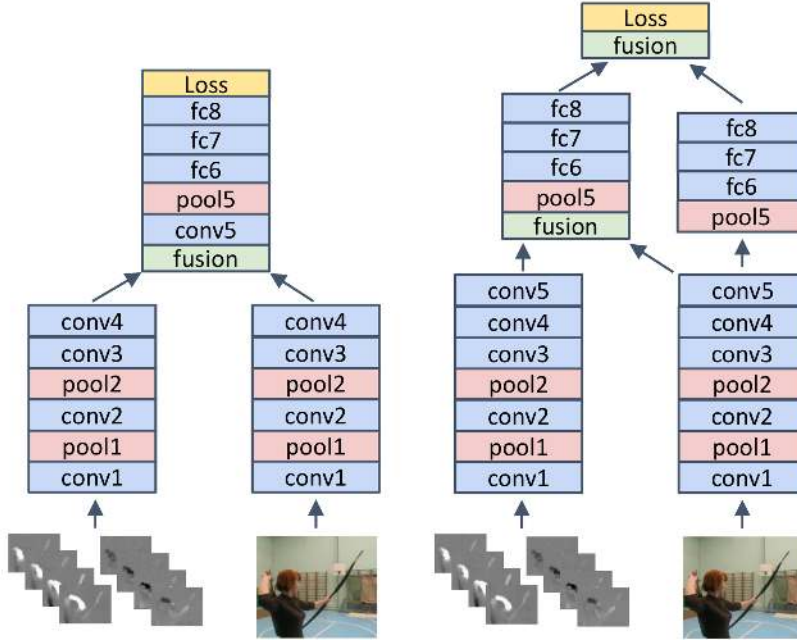 Loss
fc8
fc7
fc6
pool5
conv5
fusion
conv4
conv3
pool2
conv2
pool1
conv1
conv4
conv3
pool2
conv2
pool1
conv1
Loss
fusion
fc8
fc7
fc6
pool5
fusion
fc8
fc7
fc6
pool5
conv5
conv4
conv3
pool2
conv2
pool1
conv1
conv5
conv4
conv3
pool2
conv2
pool1
conv1